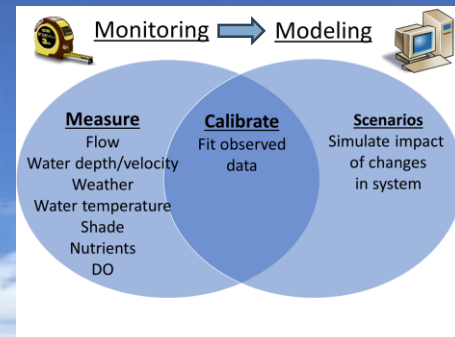 Monitoring Modeling
Measure
Flow
Water depth/velocity
Weather
Water temperature
Shade
Nutrients
DO
Calibrate
Fit observed
data
Scenarios
Simulate impact
of changes
in system